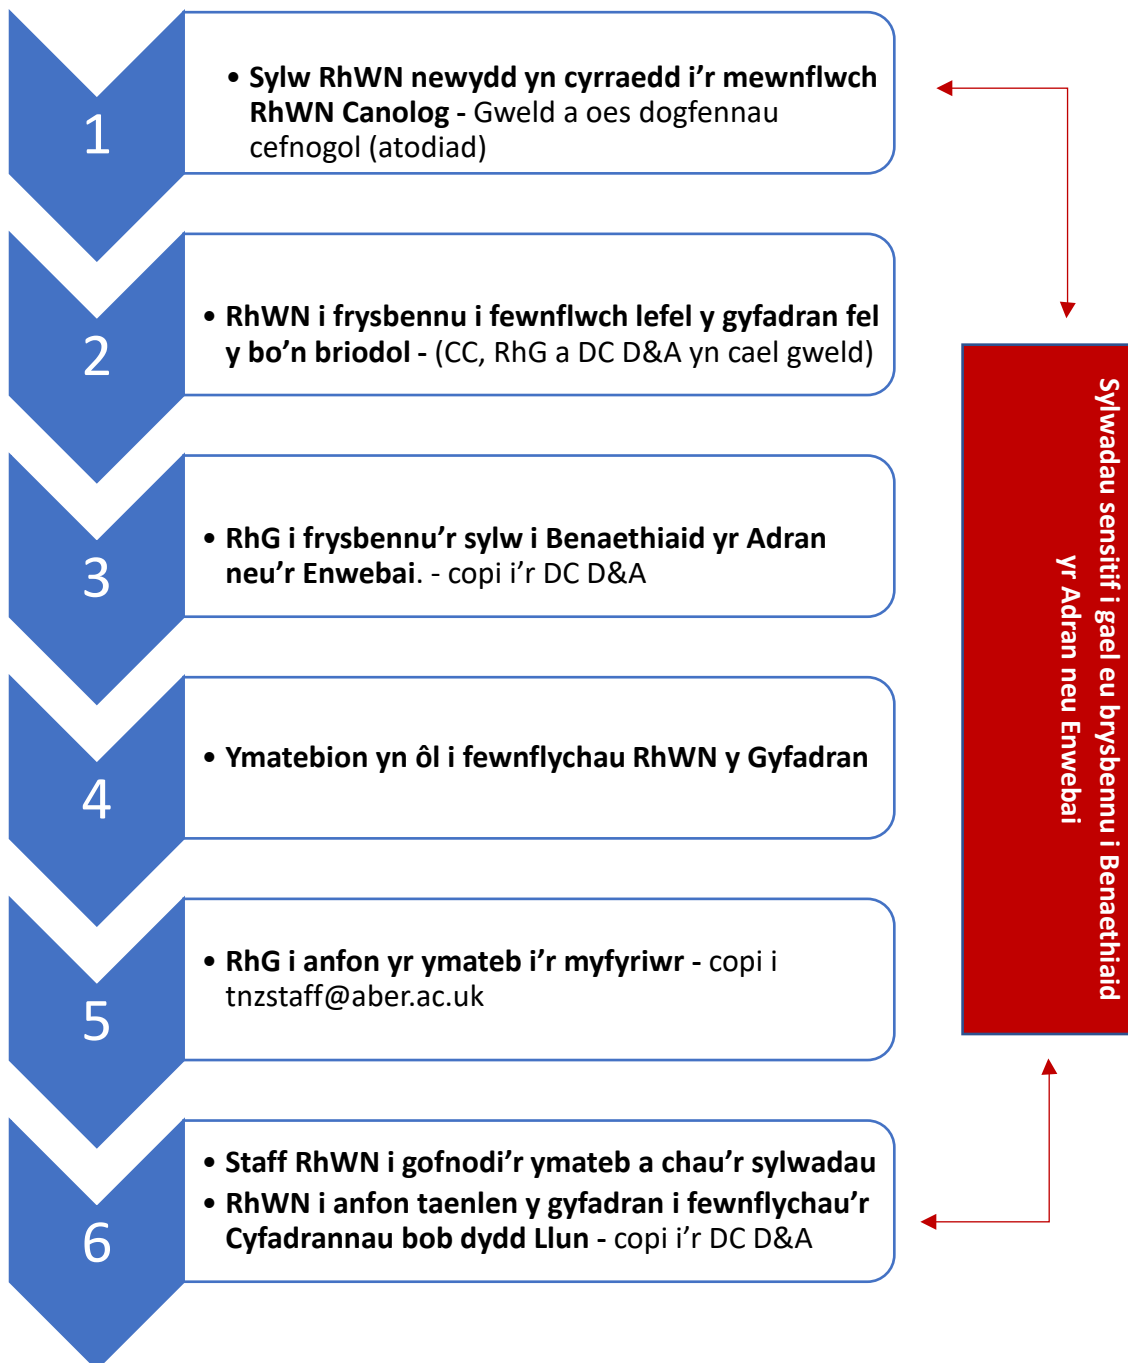 1
• Sylw RhWN newydd yn cyrraedd i’r mewnflwch
RhWN Canolog - Gweld a oes dogfennau
cefnogol (atodiad)
2
• RhWN i frysbennu i fewnflwch lefel y gyfadran fel
y bo’n briodol - (CC, RhG a DC D&A yn cael gweld)
3
• RhG i frysbennu’r sylw i Benaethiaid yr Adran
neu’r Enwebai. - copi i’r DC D&A
4
• Ymatebion yn ôl i fewnflychau RhWN y Gyfadran
5
• RhG i anfon yr ymateb i’r myfyriwr - copi i
tnzstaff@aber.ac.uk
6
• Staff RhWN i gofnodi’r ymateb a chau’r sylwadau
• RhWN i anfon taenlen y gyfadran i fewnflychau’r
Cyfadrannau bob dydd Llun - copi i’r DC D&A
Sylwadau sensitif i gael eu brysbennu i Benaethiaid
yr Adran neu Enwebai